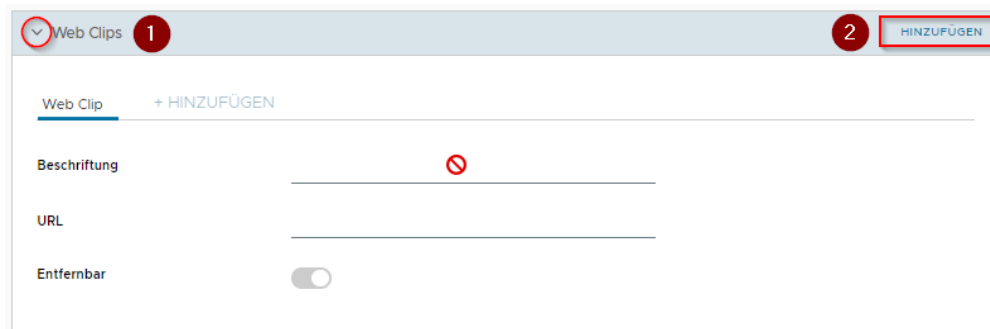 Web Clips 1 2 HINZUFÜGEN
Web Clip + HINZUFÜGEN
Beschriftung
URL
Entfernbar